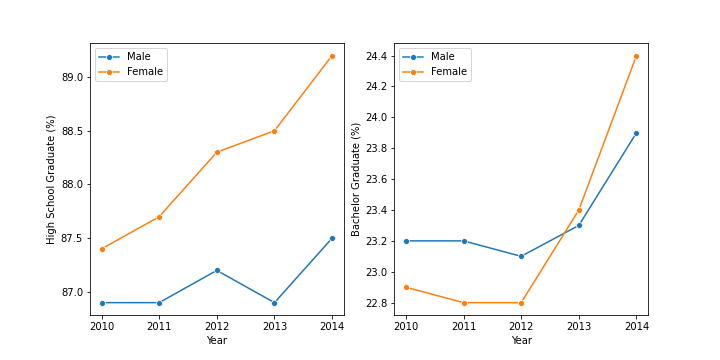 Male
Female
High School Graduate (%)
89.0
88.5
88.0
87.5
87.0
2010 2011 2012 2013 2014
Year
Male
Female
Bachelor Graduate (%)
24.4
24.2
24.0
23.8
23.6
23.4
23.2
23.0
22.8
2010 2011 2012 2013 2014
Year